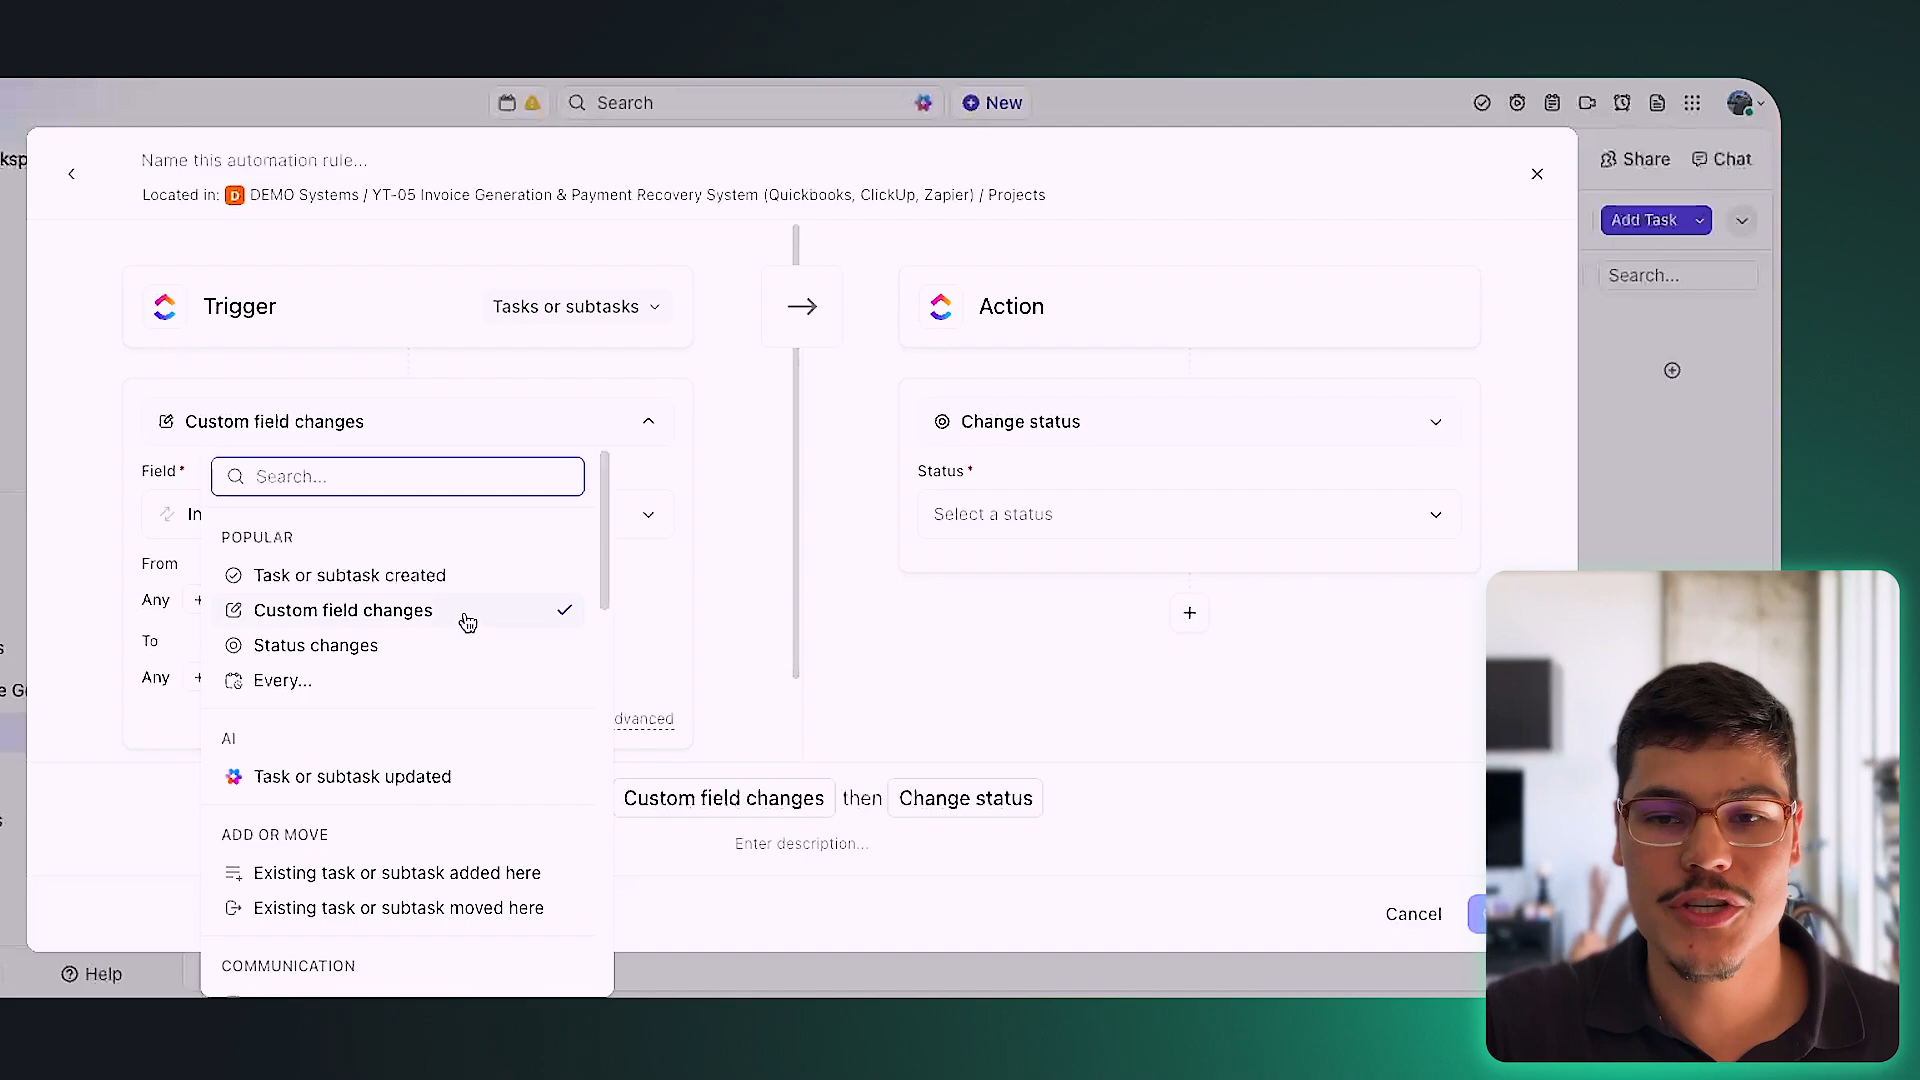 Search
New
Share
Chat
Name this automation rule...
Located in: D DEMO Systems / YT-05 Invoice Generation & Payment Recovery System (Quickbooks, ClickUp, Zapier) / Projects
Add Task
Search...
Trigger
Tasks or subtasks
Action
Custom field changes
Change status
Field*
Status*
Search...
In
Select a status
From
Any
To
Any
POPULAR
Task or subtask created
Custom field changes
Status changes
Every...
AI
Task or subtask updated
ADD OR MOVE
Existing task or subtask added here
Existing task or subtask moved here
COMMUNICATION
dvanced
Custom field changes then Change status
Enter description...
Cancel
Help